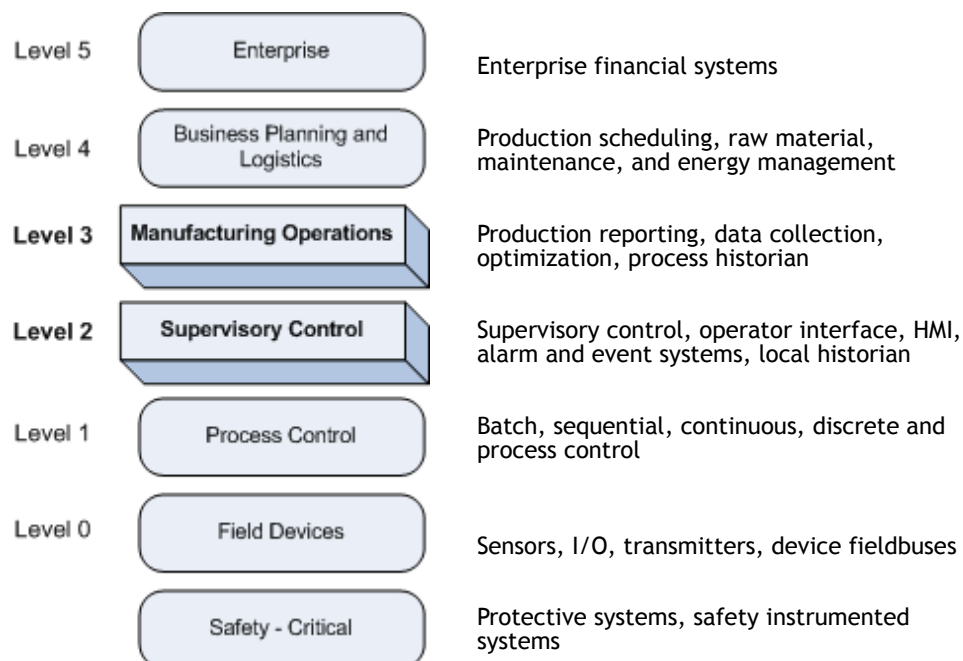 Level 5
Enterprise
Enterprise financial systems
Level 4
Business Planning and
Logistics
Production scheduling, raw material,
maintenance, and energy management
Level 3
Manufacturing Operations
Production reporting, data collection,
optimization, process historian
Level 2
Supervisory Control
Supervisory control, operator interface, HMI,
alarm and event systems, local historian
Level 1
Process Control
Batch, sequential, continuous, discrete and
process control
Level 0
Field Devices
Sensors, I/O, transmitters, device fieldbuses
Safety - Critical
Protective systems, safety instrumented
systems